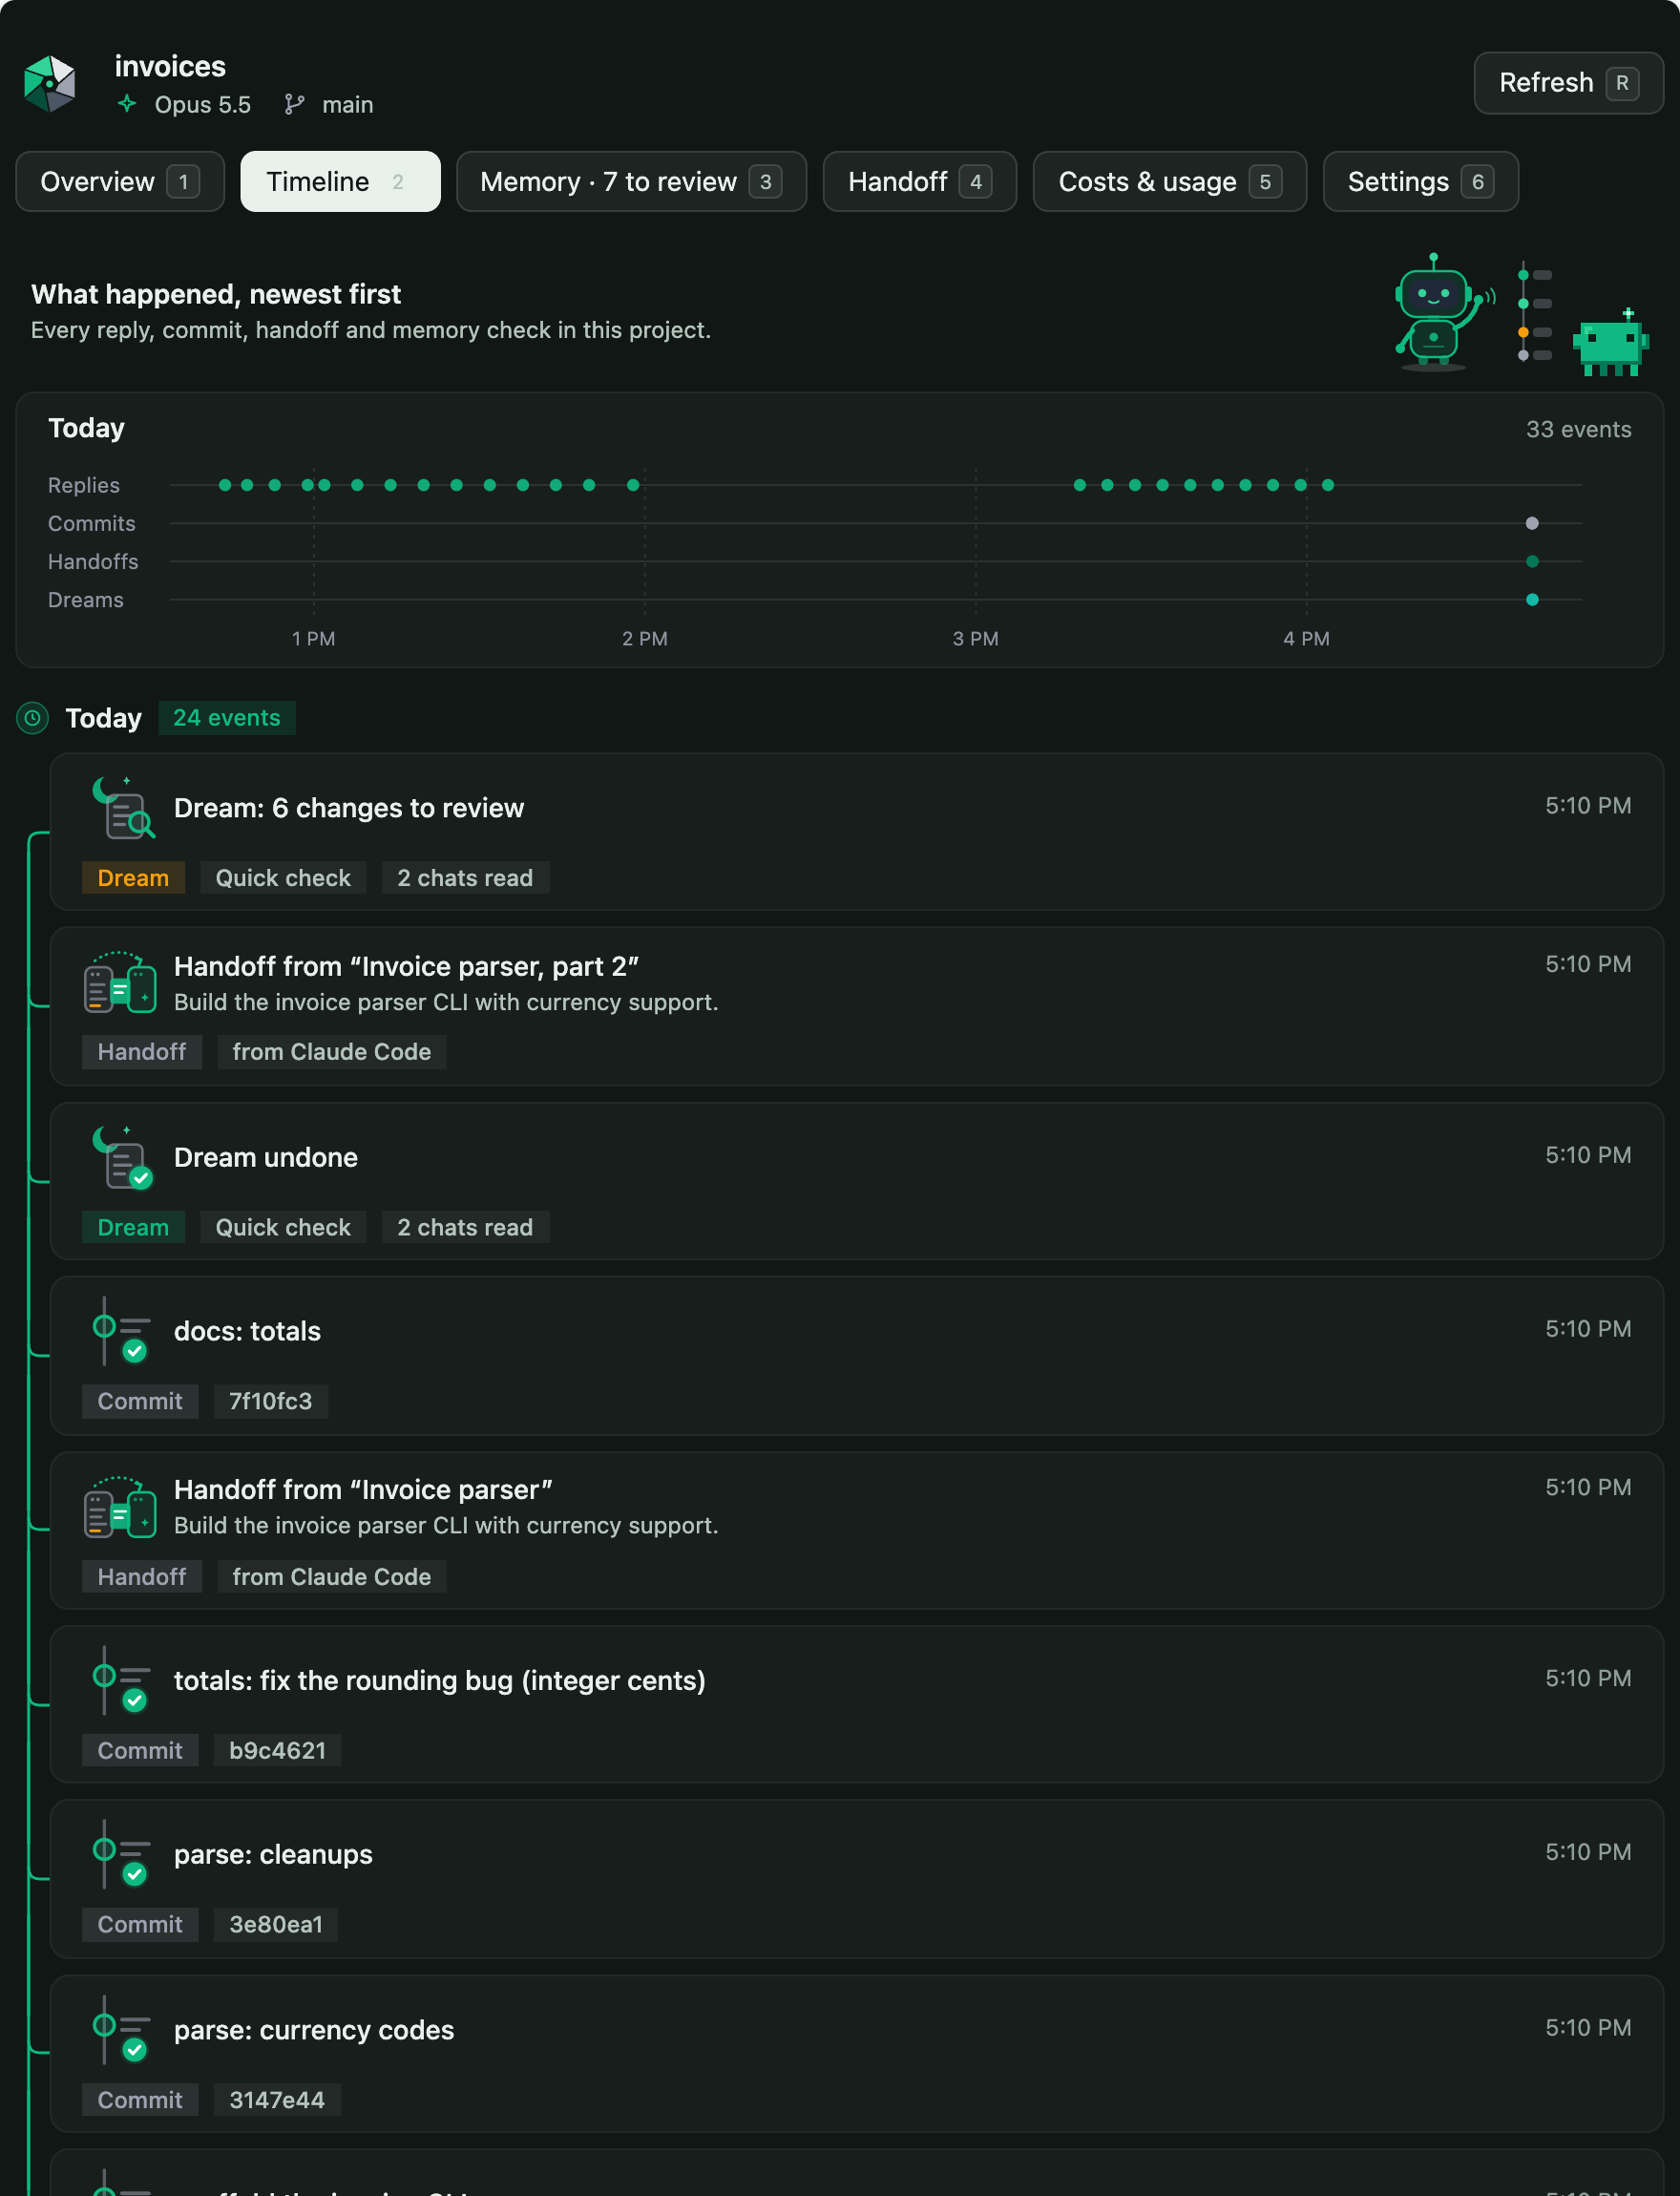 invoices
Opus 5.5 main
Refresh R
Overview 1 Timeline 2 Memory · 7 to review 3 Handoff 4 Costs & usage 5 Settings 6
What happened, newest first
Every reply, commit, handoff and memory check in this project.
Today 33 events
Replies
Commits
Handoffs
Dreams
1 PM 2 PM 3 PM 4 PM
Today 24 events
Dream: 6 changes to review 5:10 PM
Dream Quick check 2 chats read
Handoff from “Invoice parser, part 2” 5:10 PM
Build the invoice parser CLI with currency support.
Handoff from Claude Code
Dream undone 5:10 PM
Dream Quick check 2 chats read
docs: totals 5:10 PM
Commit 7f10fc3
Handoff from “Invoice parser” 5:10 PM
Build the invoice parser CLI with currency support.
Handoff from Claude Code
totals: fix the rounding bug (integer cents) 5:10 PM
Commit b9c4621
parse: cleanups 5:10 PM
Commit 3e80ea1
parse: currency codes 5:10 PM
Commit 3147e44